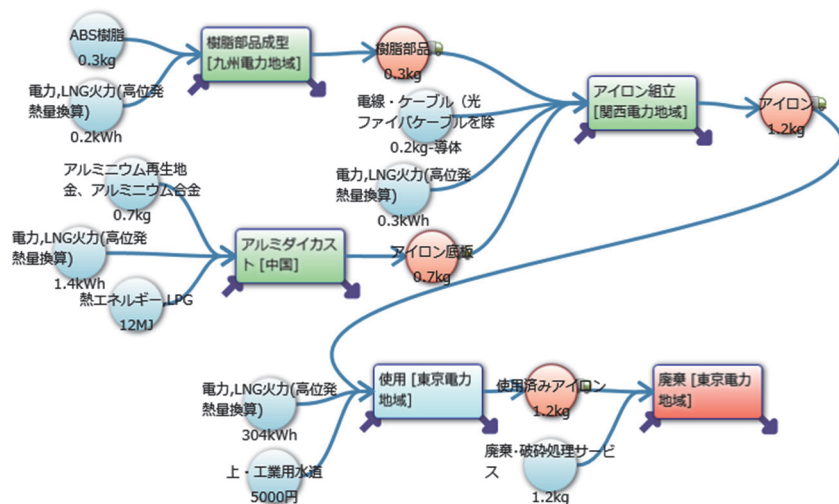 ABS樹脂
0.3kg
電力,LNG火力(高位発
熱量換算)
0.2kWh
樹脂部品成型
[九州電力地域]
樹脂部品
0.3kg
電線・ケーブル（光
ファイバケーブルを除
0.2kg-導体
電力,LNG火力(高位発
熱量換算)
0.3kWh
アイロン組立
[関西電力地域]
アイロン
1.2kg
アルミニウム再生地
金、アルミニウム合金
0.7kg
電力,LNG火力(高位発
熱量換算)
1.4kWh
熱エネルギー,LPG
12MJ
アルミダイカス
ト [中国]
アイロン底版
0.7kg
電力,LNG火力(高位発
熱量換算)
304kWh
上・工業用水道
5000円
使用 [東京電力
地域]
使用済みアイロン
1.2kg
廃棄・破砕処理サービ
ス
1.2kg
廃棄 [東京電力
地域]